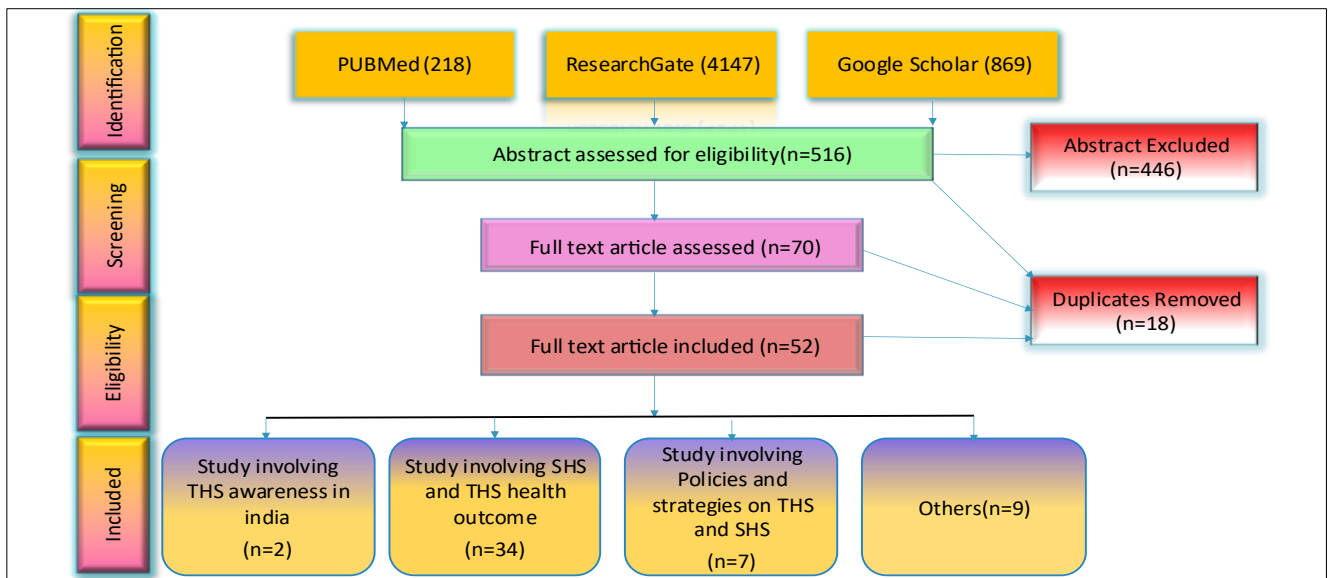 Identification
PUBMed (218)
ResearchGate (4147)
Google Scholar (869)
Abstract assessed for eligibility(n=516)
Abstract Excluded
(n=446)
Screening
Full text article assessed (n=70)
Duplicates Removed
(n=18)
Eligibility
Full text article included (n=52)
Included
Study involving
THS awareness in
india
(n=2)
Study involving SHS
and THS health
outcome
(n=34)
Study involving
Policies and
strategies on THS
and SHS
(n=7)
Others(n=9)